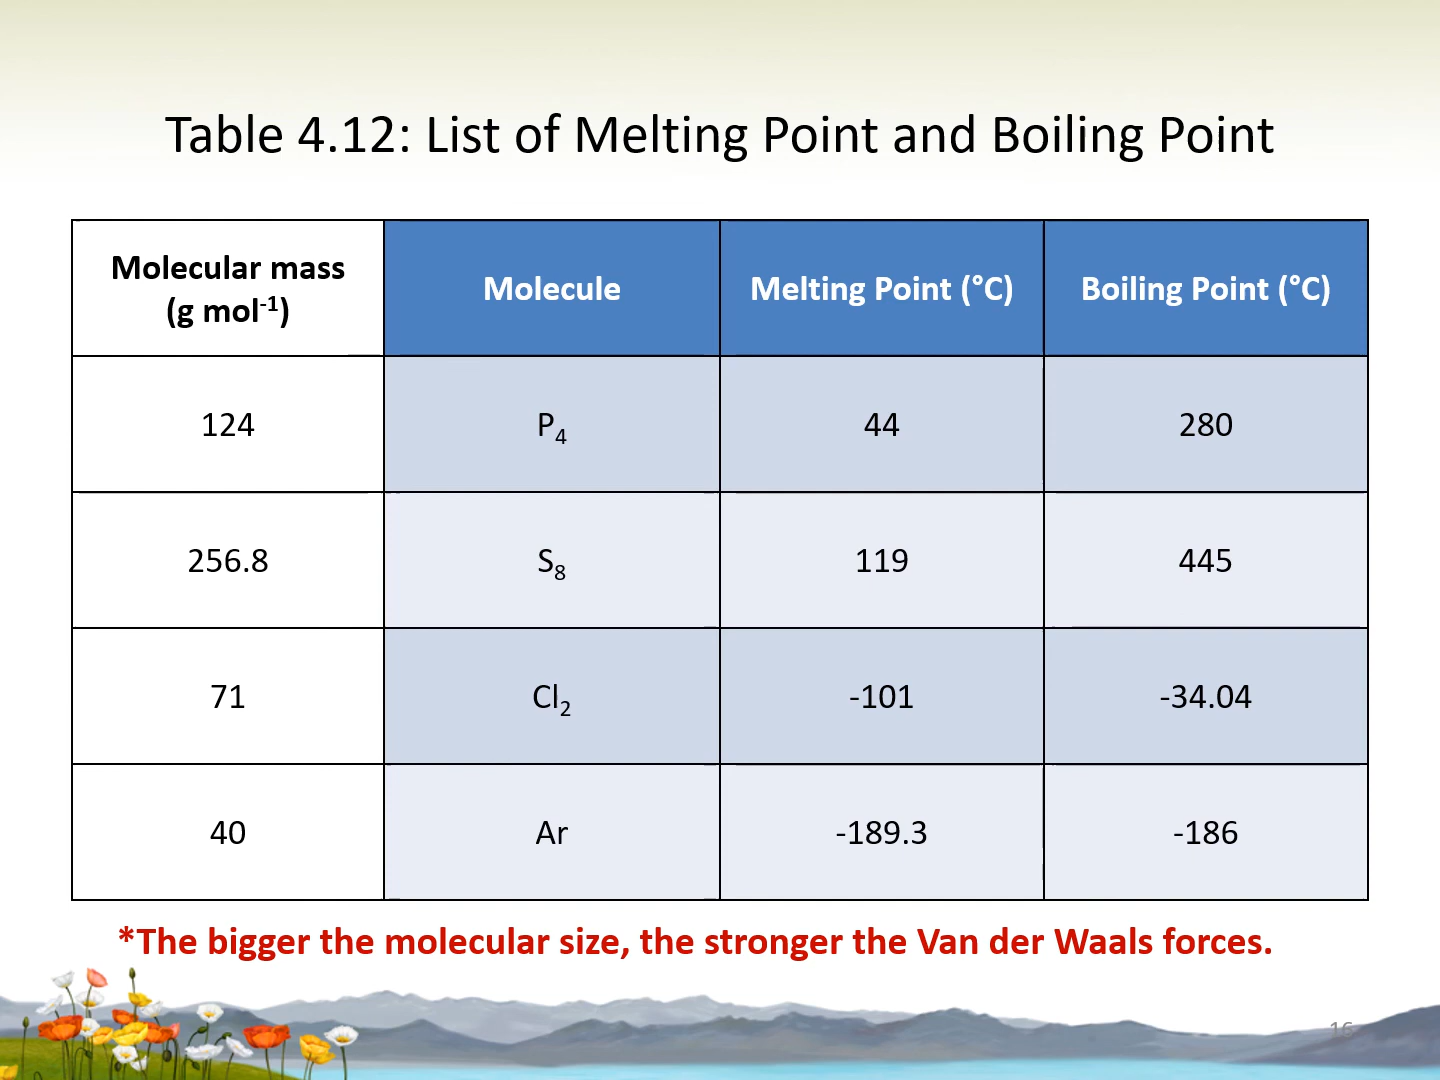 Table 4.12: List of Melting Point and Boiling Point
Molecular mass
(g mol⁻¹)
Molecule
Melting Point (°C)
Boiling Point (°C)
124
P₄
44
280
256.8
S₈
119
445
71
Cl₂
-101
-34.04
40
Ar
-189.3
-186
*The bigger the molecular size, the stronger the Van der Waals forces.
16